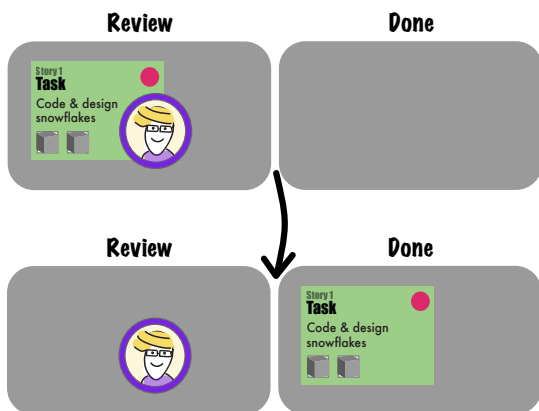 Review Done
Story 1
Task
Code & design
snowflakes
Review Done
Story 1
Task
Code & design
snowflakes